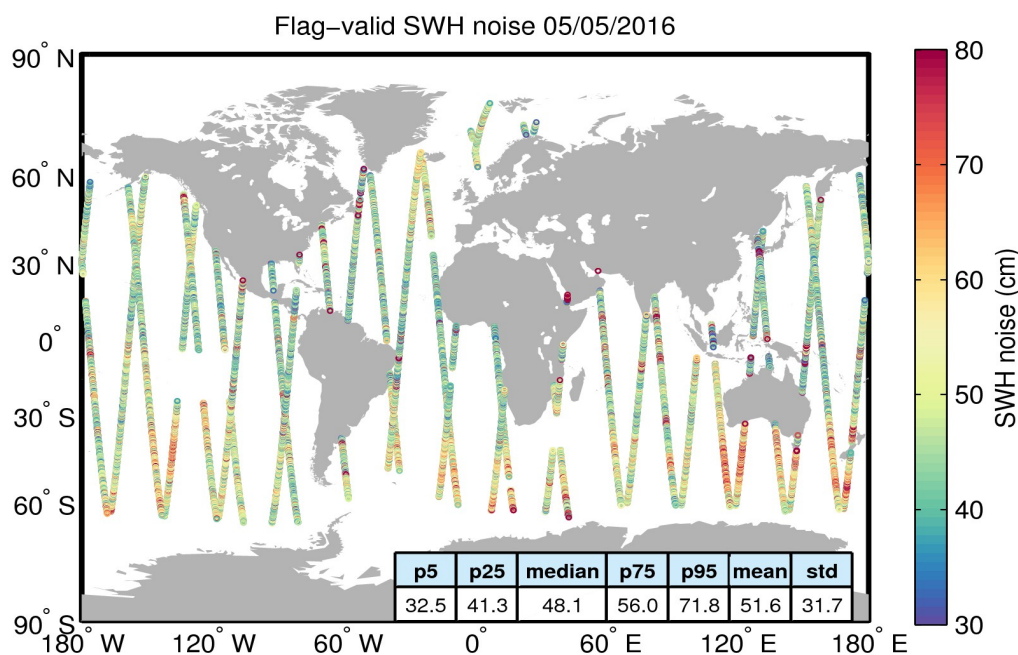 Flag−valid SWH noise 05/05/2016
90° N
60° N
30° N
0°
30° S
60° S
90° S
180° W
120° W
60° W
0°
60° E
120° E
180° E
p5 p25 median p75 p95 mean std
32.5 41.3 48.1 56.0 71.8 51.6 31.7
80
70
60
50
40
30
SWH noise (cm)